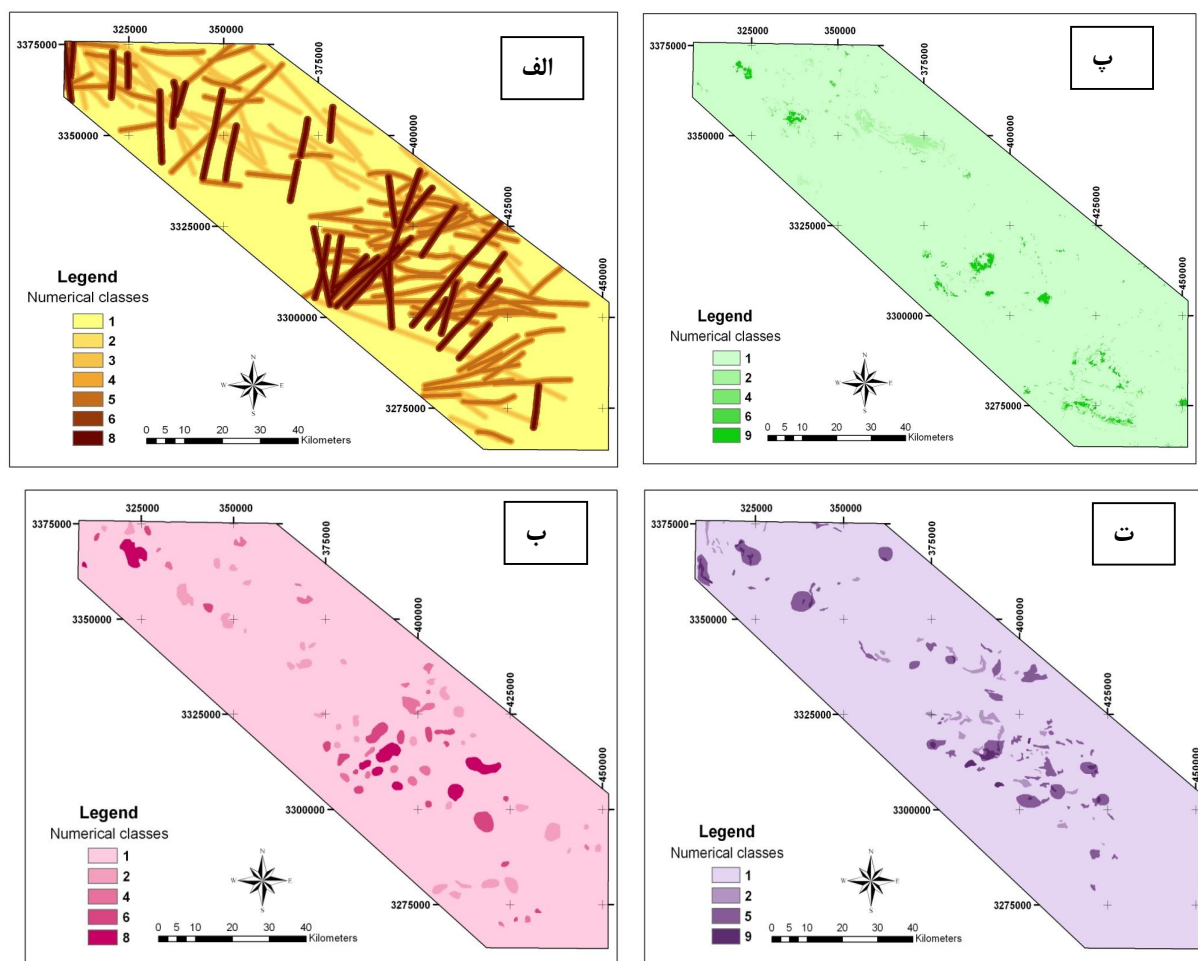 الف
325000
350000
3375000
375000
3350000
400000
3325000
425000
450000
3300000
3275000
Legend
Numerical classes
1
2
3
4
5
6
8
N
W E
S
0 5 10 20 30 40
Kilometers
پ
325000
350000
3375000
375000
3350000
400000
3325000
425000
450000
3300000
3275000
Legend
Numerical classes
1
2
4
6
9
N
W E
S
0 5 10 20 30 40
Kilometers
ب
325000
350000
3375000
375000
3350000
400000
3325000
425000
450000
3300000
3275000
Legend
Numerical classes
1
2
4
6
8
N
W E
S
0 5 10 20 30 40
Kilometers
ت
325000
350000
3375000
375000
3350000
400000
3325000
425000
450000
3300000
3275000
Legend
Numerical classes
1
2
5
9
N
W E
S
0 5 10 20 30 40
Kilometers